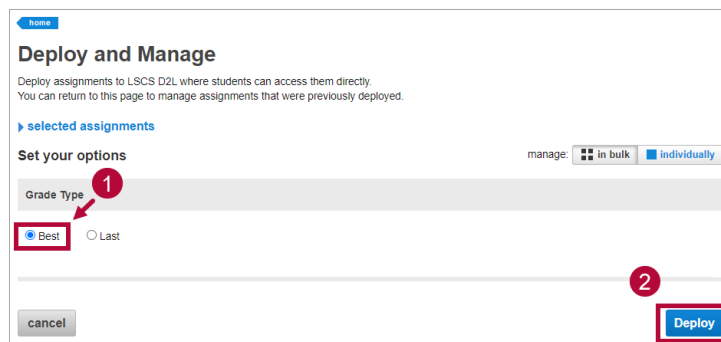 home
Deploy and Manage
Deploy assignments to LSCS D2L where students can access them directly.
You can return to this page to manage assignments that were previously deployed.
selected assignments
Set your options
manage: in bulk individually
Grade Type
1
Best Last
2
cancel
Deploy